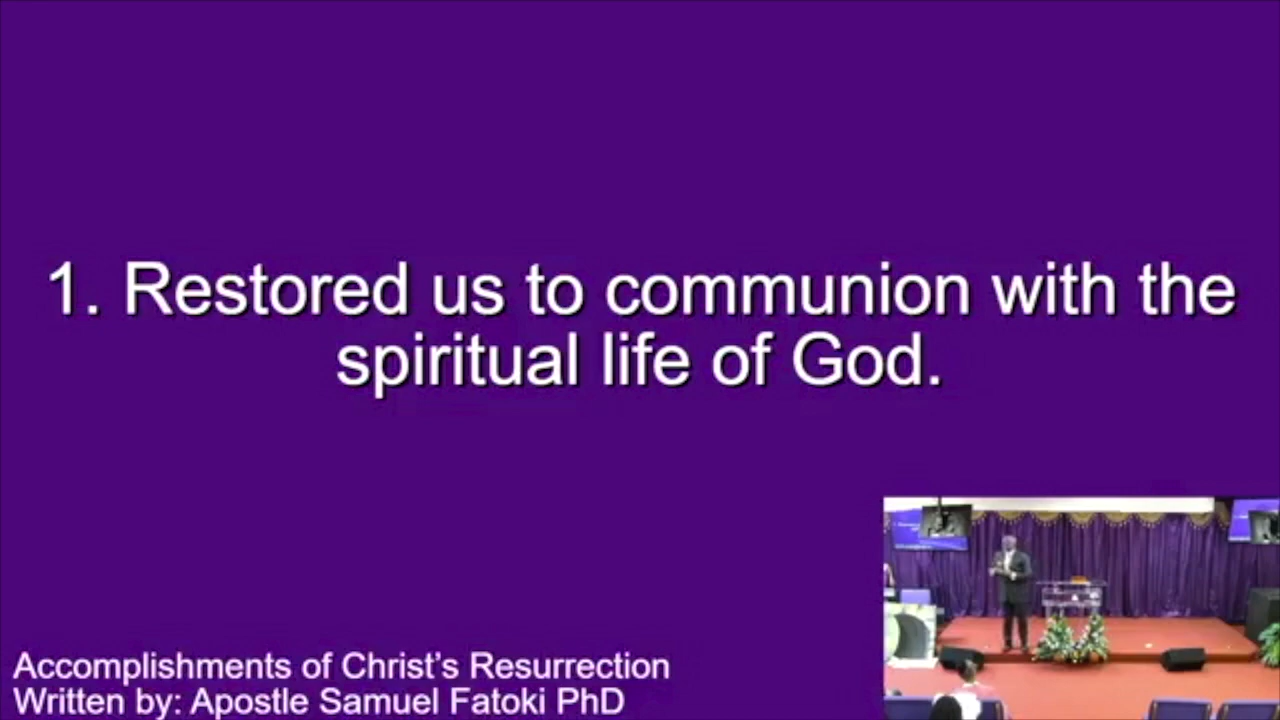 1. Restored us to communion with the
spiritual life of God.
Accomplishments of Christ's Resurrection
Written by: Apostle Samuel Fatoki PhD